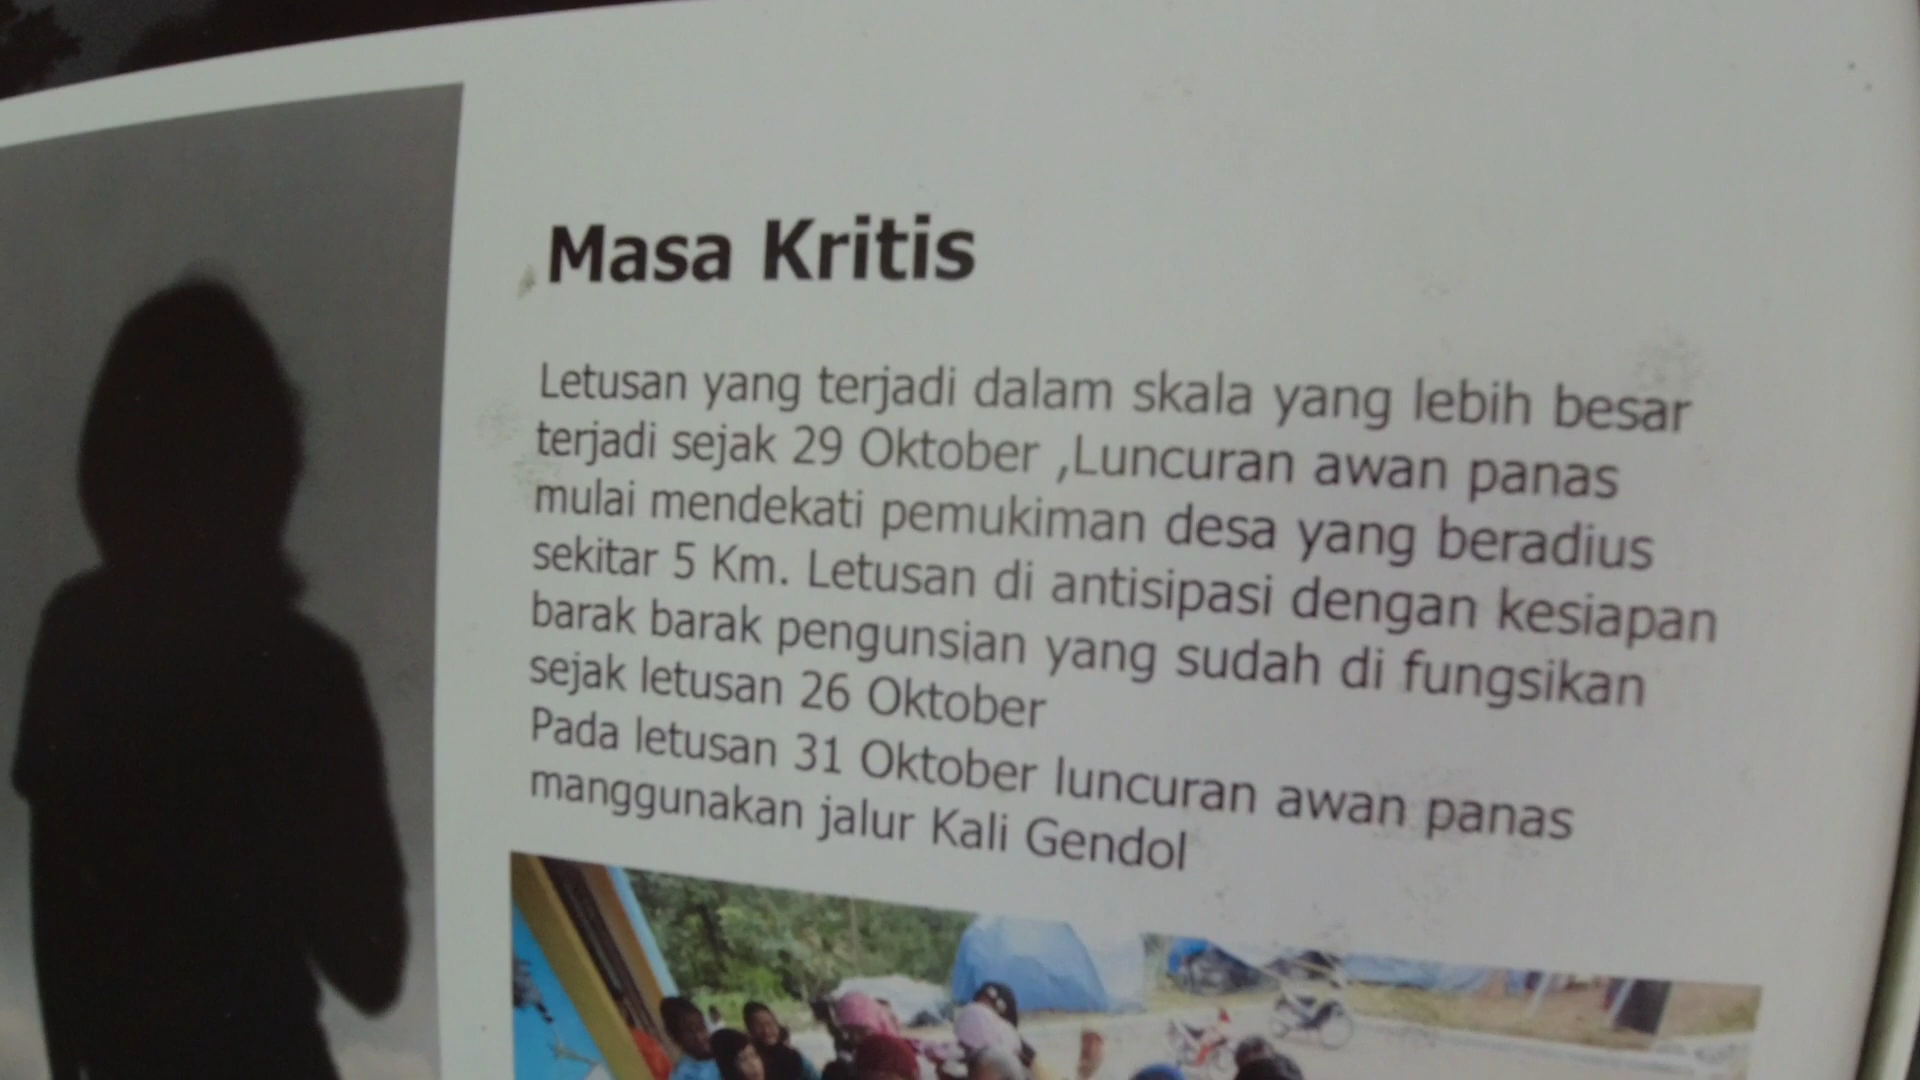 Masa Kritis
Letusan yang terjadi dalam skala yang lebih besar
terjadi sejak 29 Oktober ,Luncuran awan panas
mulai mendekati pemukiman desa yang beradius
sekitar 5 Km. Letusan di antisipasi dengan kesiapan
barak barak pengunsian yang sudah di fungsikan
sejak letusan 26 Oktober
Pada letusan 31 Oktober luncuran awan panas
manggunakan jalur Kali Gendol